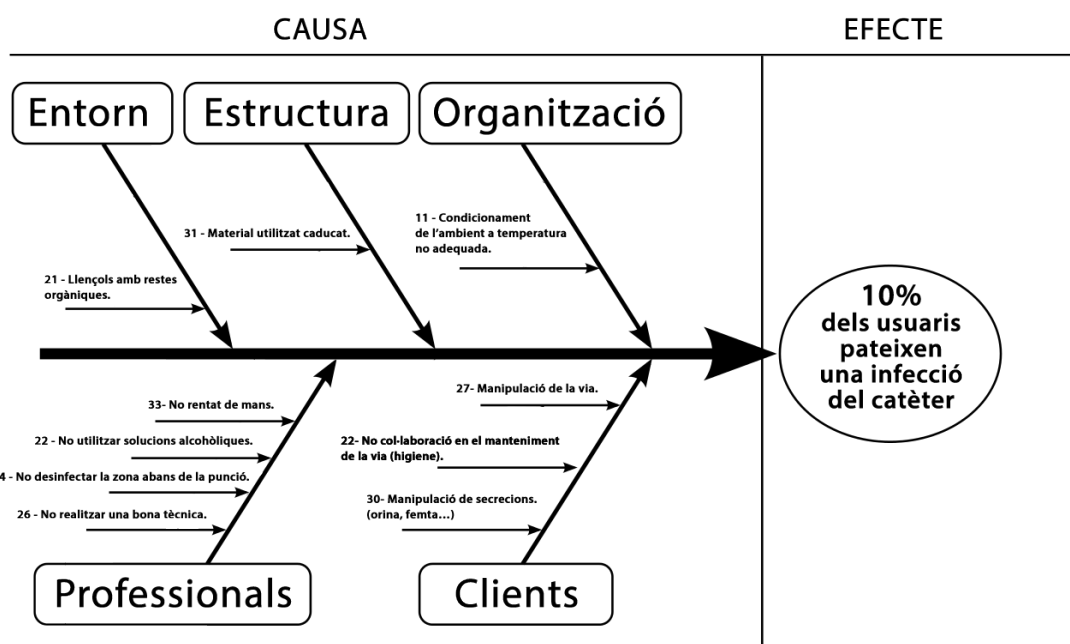 CAUSA
EFECTE
Entorn
Estructura
Organització
31 - Material utilitzat caducat.
11 - Condicionament
de l'ambient a temperatura
no adequada.
21 - Llençols amb restes
orgàniques.
10%
dels usuaris
pateixen
una infecció
del catèter
33- No rentat de mans.
22 - No utilitzar solucions alcohòliques.
4 - No desinfectar la zona abans de la punció.
26 - No realitzar una bona tècnica.
27- Manipulació de la via.
22- No col·laboració en el manteniment
de la via (higiene).
30- Manipulació de secrecions.
(orina, femta...)
Professionals
Clients